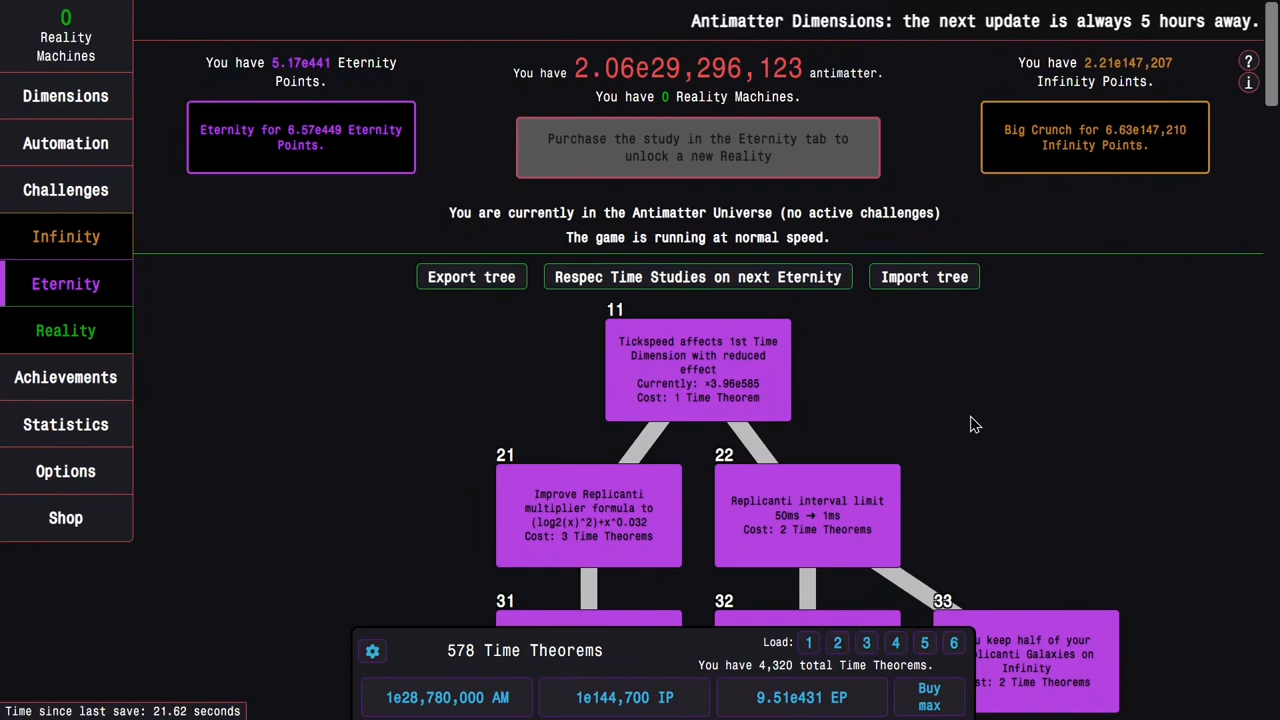 0
Reality
Machines
Dimensions
Automation
Challenges
Infinity
Eternity
Reality
Achievements
Statistics
Options
Shop
Antimatter Dimensions: the next update is always 5 hours away.
You have 5.17e441 Eternity
Points.
Eternity for 6.57e449 Eternity
Points.
You have 2.06e29,296,123 antimatter.
You have 0 Reality Machines.
Purchase the study in the Eternity tab to
unlock a new Reality
You have 2.21e147,207
Infinity Points.
Big Crunch for 6.63e147,210
Infinity Points.
?
i
You are currently in the Antimatter Universe (no active challenges)
The game is running at normal speed.
Export tree
Respec Time Studies on next Eternity
Import tree
11
Tickspeed affects 1st Time
Dimension with reduced
effect
Currently: ×3.96e585
Cost: 1 Time Theorem
21
Improve Replicanti
multiplier formula to
(log2(x)^2)+x^0.032
Cost: 3 Time Theorems
22
Replicanti interval limit
50ms → 1ms
Cost: 2 Time Theorems
31
32
33
keep half of your
Galaxies on
Infinity
2 Time Theorems
578 Time Theorems
Load: 1 2 3 4 5 6
You have 4,320 total Time Theorems.
1e28,780,000 AM
1e144,700 IP
9.51e431 EP
Buy
max
Time since last save: 21.62 seconds